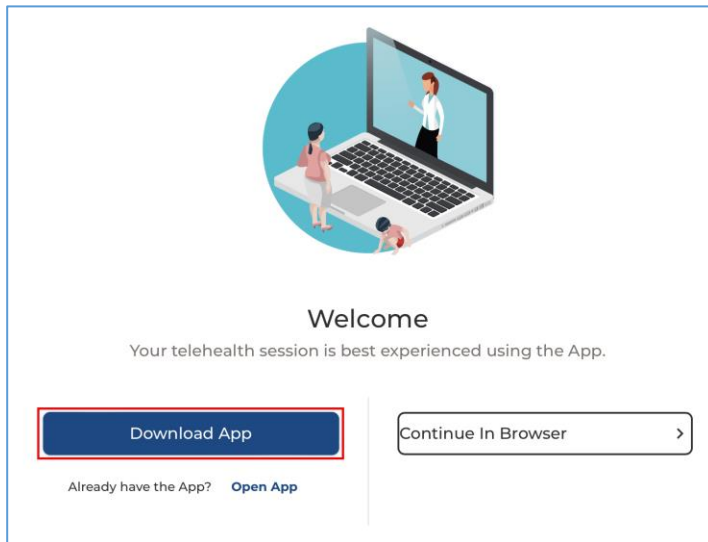 Welcome
Your telehealth session is best experienced using the App.
Download App
Already have the App? Open App
Continue In Browser